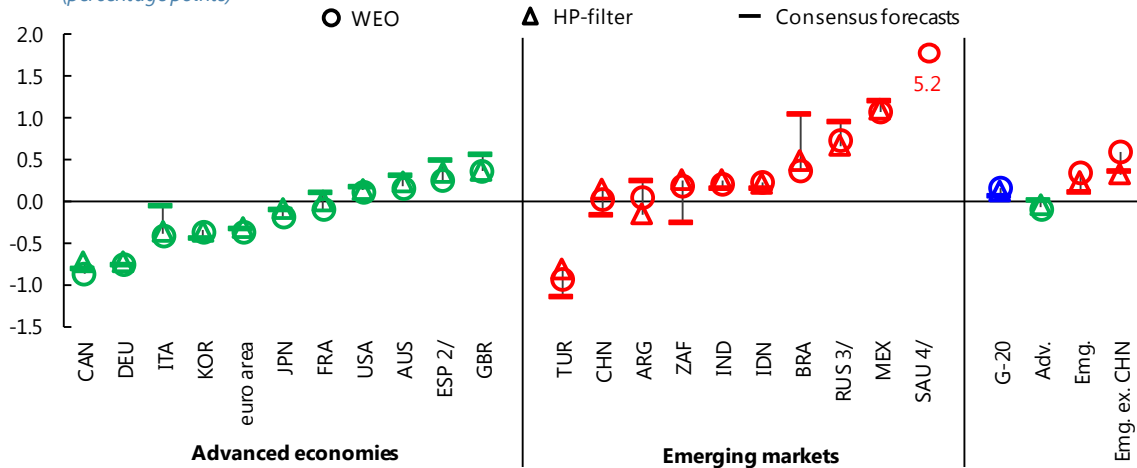 (percentage points)
WEO
HP-filter
Consensus forecasts
2.0
1.5
1.0
0.5
0.0
-0.5
-1.0
-1.5
5.2
CAN
DEU
ITA
KOR
euro area
JPN
FRA
USA
AUS
ESP 2/
GBR
TUR
CHN
ARG
ZAF
IND
IDN
BRA
RUS 3/
MEX
SAU 4/
G-20
Adv.
Emg.
Emg. ex. CHN
Advanced economies
Emerging markets